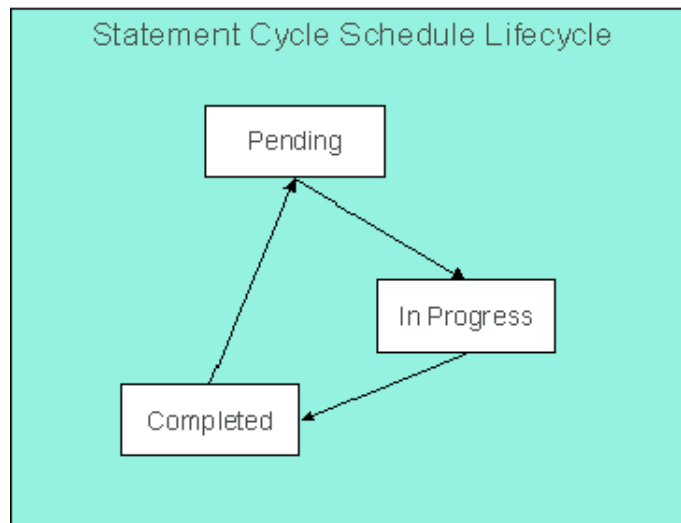 Statement Cycle Schedule Lifecycle
Pending
In Progress
Completed